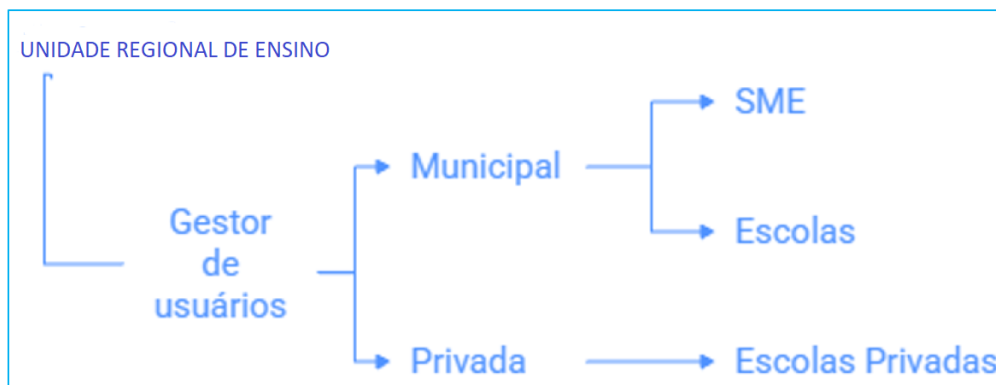 UNIDADE REGIONAL DE ENSINO
SME
Municipal
Gestor
de
usuários
Escolas
Privada
Escolas Privadas